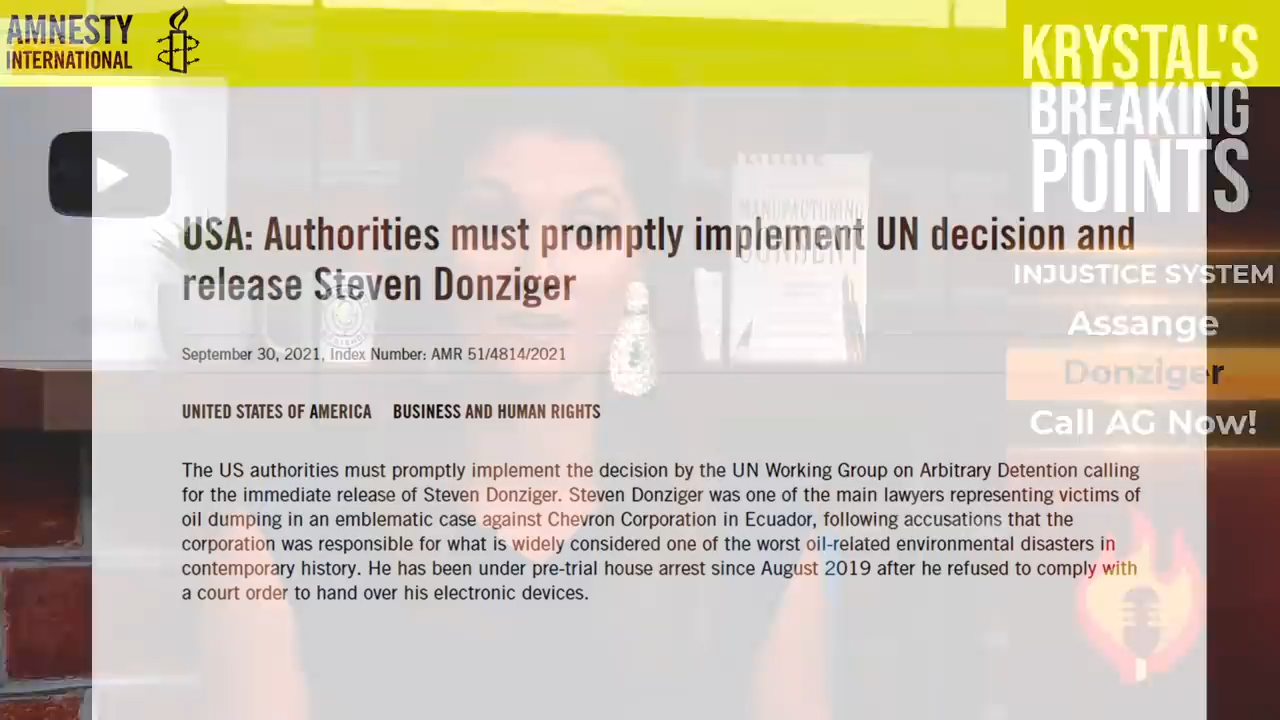 AMNESTY
INTERNATIONAL
KRYSTAL'S
BREAKING
POINTS
USA: Authorities must promptly implement UN decision and
release Steven Donziger
MANUFACTURING
CONSENT
INJUSTICE SYSTEM
Assange
Donziger
Call AG Now!
September 30, 2021, Index Number: AMR 51/4814/2021
UNITED STATES OF AMERICA BUSINESS AND HUMAN RIGHTS
The US authorities must promptly implement the decision by the UN Working Group on Arbitrary Detention calling
for the immediate release of Steven Donziger. Steven Donziger was one of the main lawyers representing victims of
oil dumping in an emblematic case against Chevron Corporation in Ecuador, following accusations that the
corporation was responsible for what is widely considered one of the worst oil-related environmental disasters in
contemporary history. He has been under pre-trial house arrest since August 2019 after he refused to comply with
a court order to hand over his electronic devices.